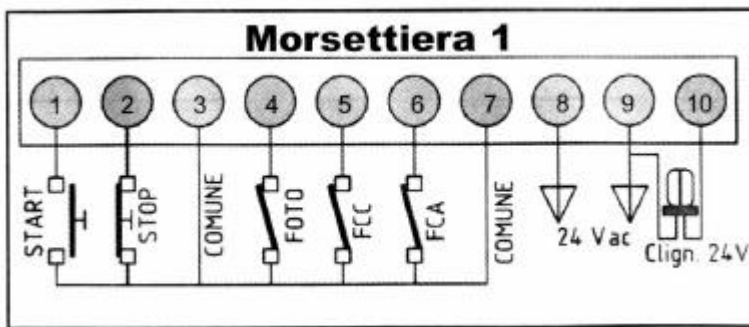 Morsettiera 1
1 2 3 4 5 6 7 8 9 10
START
STOP
COMUNE
FOTO
FCC
FCA
COMUNE
24 Vac
Clign. 24V